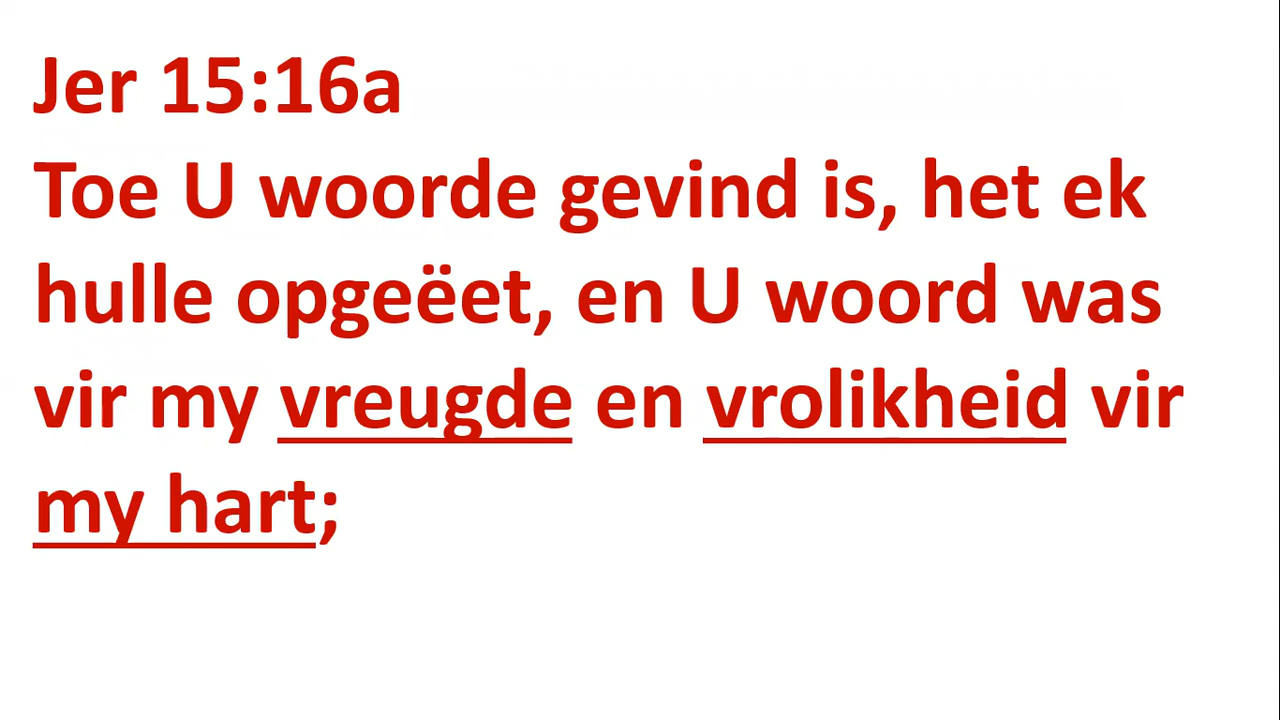 Jer 15:16a
Toe U woorde gevind is, het ek
hulle opgeëet, en U woord was
vir my vreugde en vrolikheid vir
my hart;